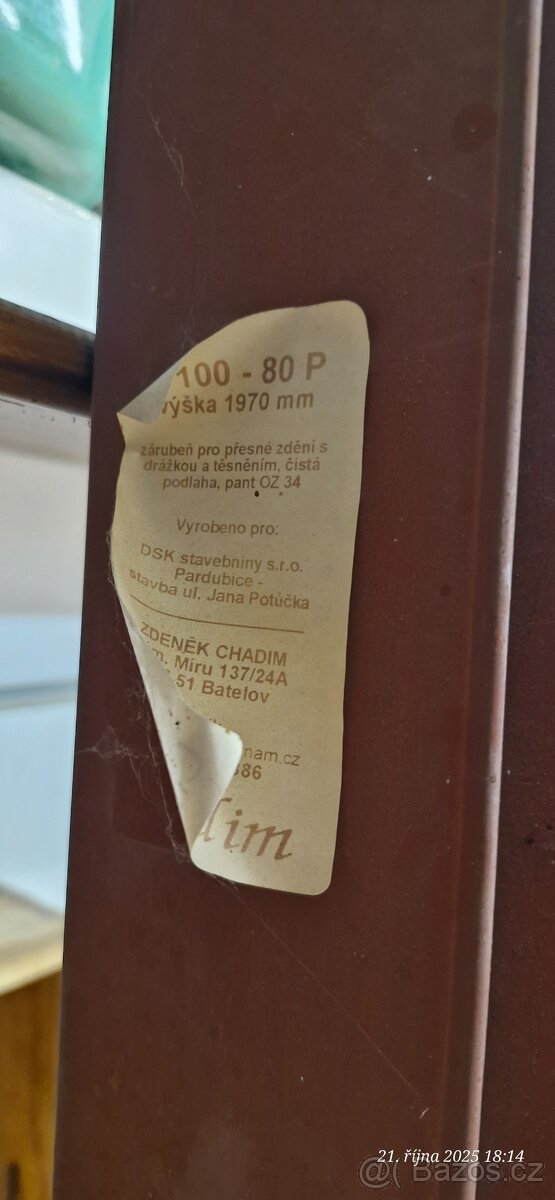 100 - 80 P
výška 1970 mm
zárubeň pro přesné zdění s
drážkou a těsněním, čistá
podlaha, pant OZ 34
Vyrobeno pro:
DSK stavebniny s.r.o.
Pardubice -
stavba ul. Jana Potůčka
ZDENĚK CHADIM
m. Míru 137/24A
51 Batelov
nam.cz
386
dim
21. října 2025 18:14
@ Bazoš.cz